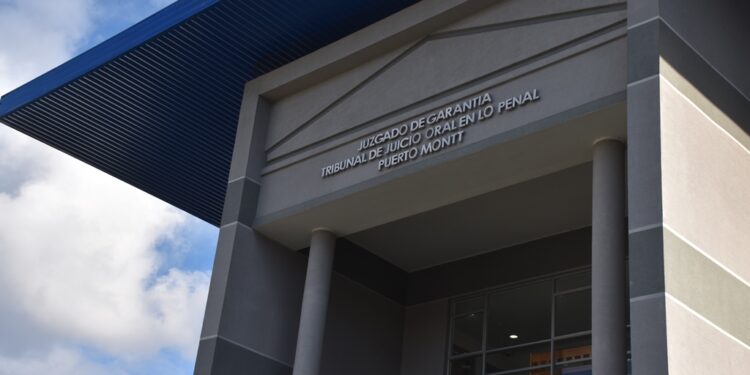 JUZGADO DE GARANTIA
TRIBUNAL DE JUICIO ORAL EN LO PENAL
PUERTO MONTT